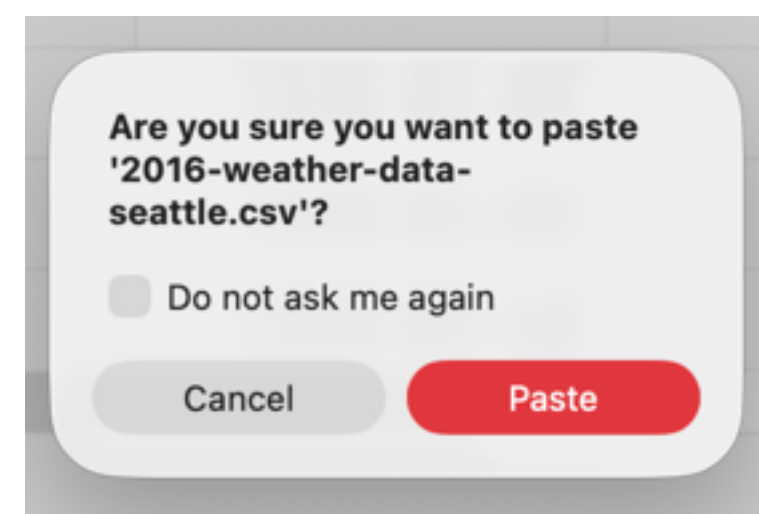 Are you sure you want to paste
'2016-weather-data-
seattle.csv'?
Do not ask me again
Cancel
Paste